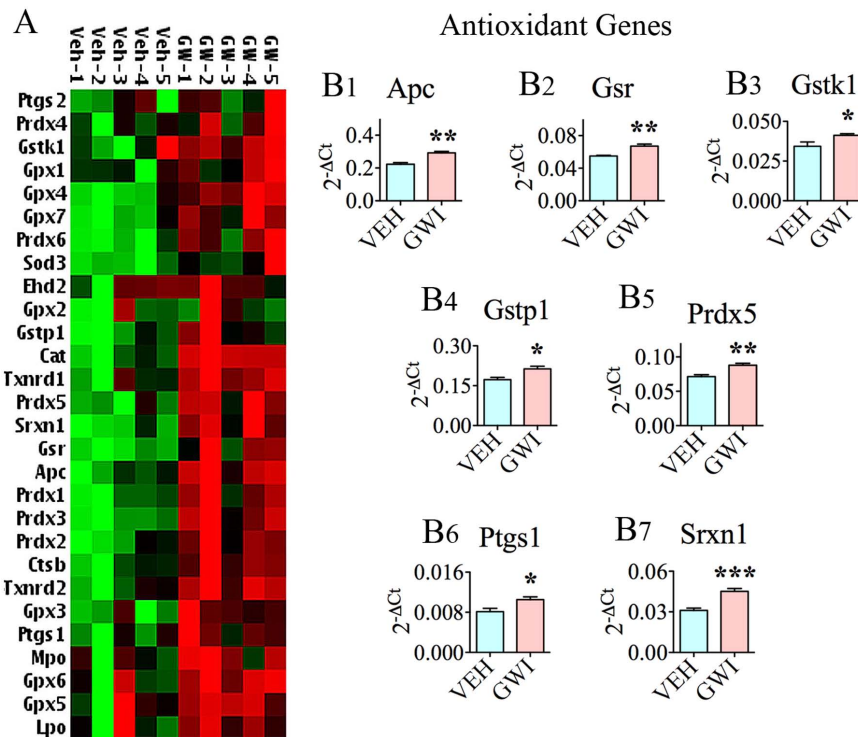 A
Antioxidant Genes
Veh-1 Veh-2 Veh-3 Veh-4 Veh-5 GW-1 GW-2 GW-3 GW-4 GW-5
Ptgs2
Prdx4
Gstk1
Gpx1
Gpx4
Gpx7
Prdx6
Sod3
Ehd2
Gpx2
Gstp1
Cat
Txnrd1
Prdx5
Srxn1
Gsr
Apc
Prdx1
Prdx3
Prdx2
Ctsb
Txnrd2
Gpx3
Ptgs1
Mpo
Gpx6
Gpx5
Lpo
B1 Apc
**
2-ΔCt
0.4
0.2
0.0
VEH GWI
B2 Gsr
**
2-ΔCt
0.08
0.04
0.00
VEH GWI
B3 Gstk1
*
2-ΔCt
0.050
0.025
0.000
VEH GWI
B4 Gstp1
*
2-ΔCt
0.30
0.15
0.00
VEH GWI
B5 Prdx5
**
2-ΔCt
0.10
0.05
0.00
VEH GWI
B6 Ptgs1
*
2-ΔCt
0.016
0.008
0.000
VEH GWI
B7 Srxn1
***
2-ΔCt
0.06
0.03
0.00
VEH GWI